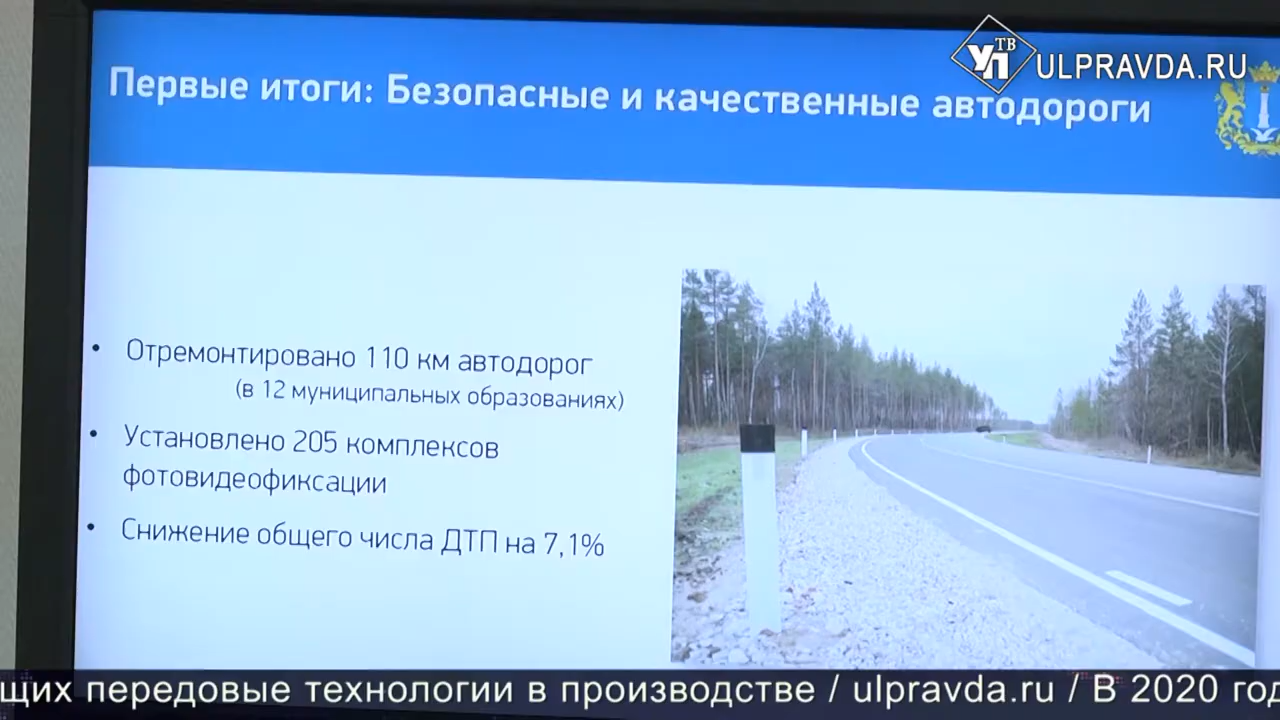 УП ТВ
ULPRAVDA.RU
Первые итоги: Безопасные и качественные автодороги
• Отремонтировано 110 км автодорог
(в 12 муниципальных образованиях)
• Установлено 205 комплексов
фотовидеофиксации
• Снижение общего числа ДТП на 7,1%
щих передовые технологии в производстве / ulpravda.ru / В 2020 год